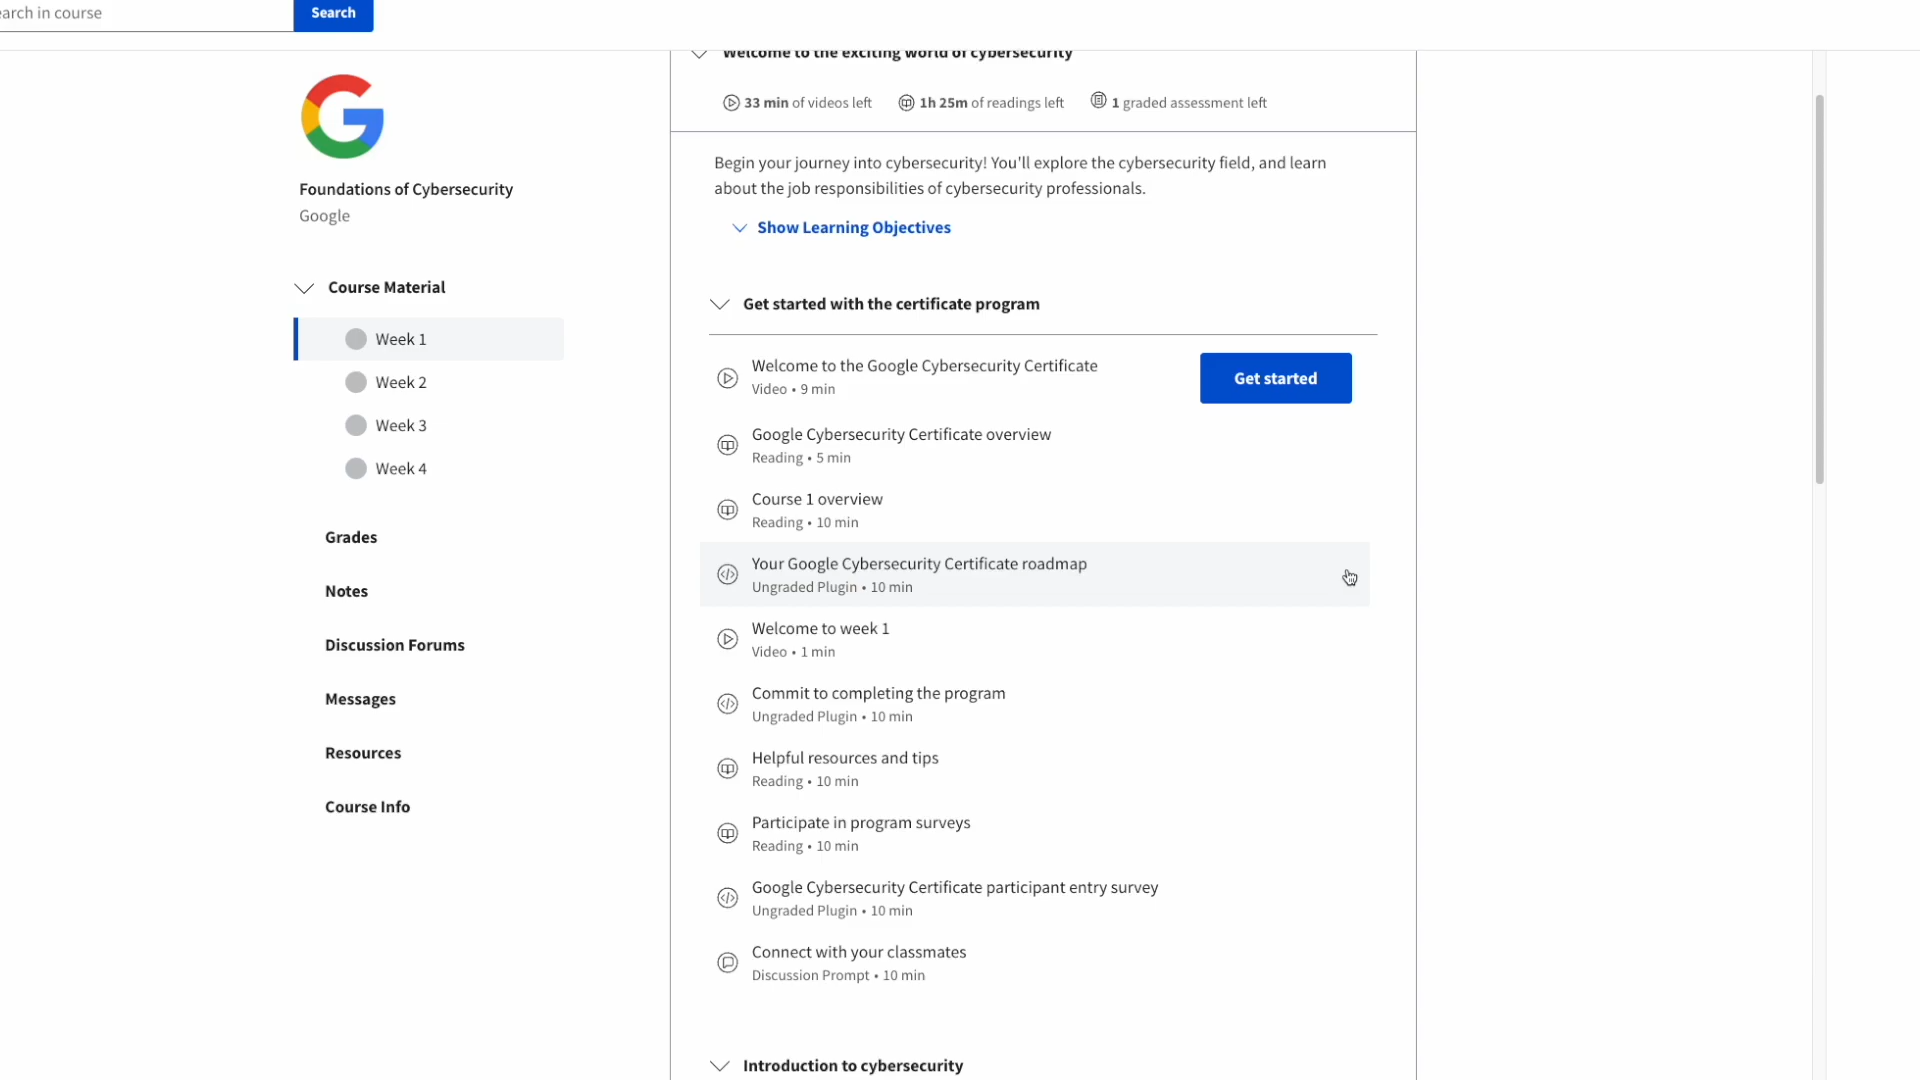 earch in course
Search
Foundations of Cybersecurity
Google
Course Material
Week 1
Week 2
Week 3
Week 4
Grades
Notes
Discussion Forums
Messages
Resources
Course Info
Welcome to the exciting world of cybersecurity
33 min of videos left
1h 25m of readings left
1 graded assessment left
Begin your journey into cybersecurity! You'll explore the cybersecurity field, and learn
about the job responsibilities of cybersecurity professionals.
Show Learning Objectives
Get started with the certificate program
Welcome to the Google Cybersecurity Certificate
Video • 9 min
Get started
Google Cybersecurity Certificate overview
Reading • 5 min
Course 1 overview
Reading • 10 min
Your Google Cybersecurity Certificate roadmap
Ungraded Plugin • 10 min
Welcome to week 1
Video • 1 min
Commit to completing the program
Ungraded Plugin • 10 min
Helpful resources and tips
Reading • 10 min
Participate in program surveys
Reading • 10 min
Google Cybersecurity Certificate participant entry survey
Ungraded Plugin • 10 min
Connect with your classmates
Discussion Prompt • 10 min
Introduction to cybersecurity